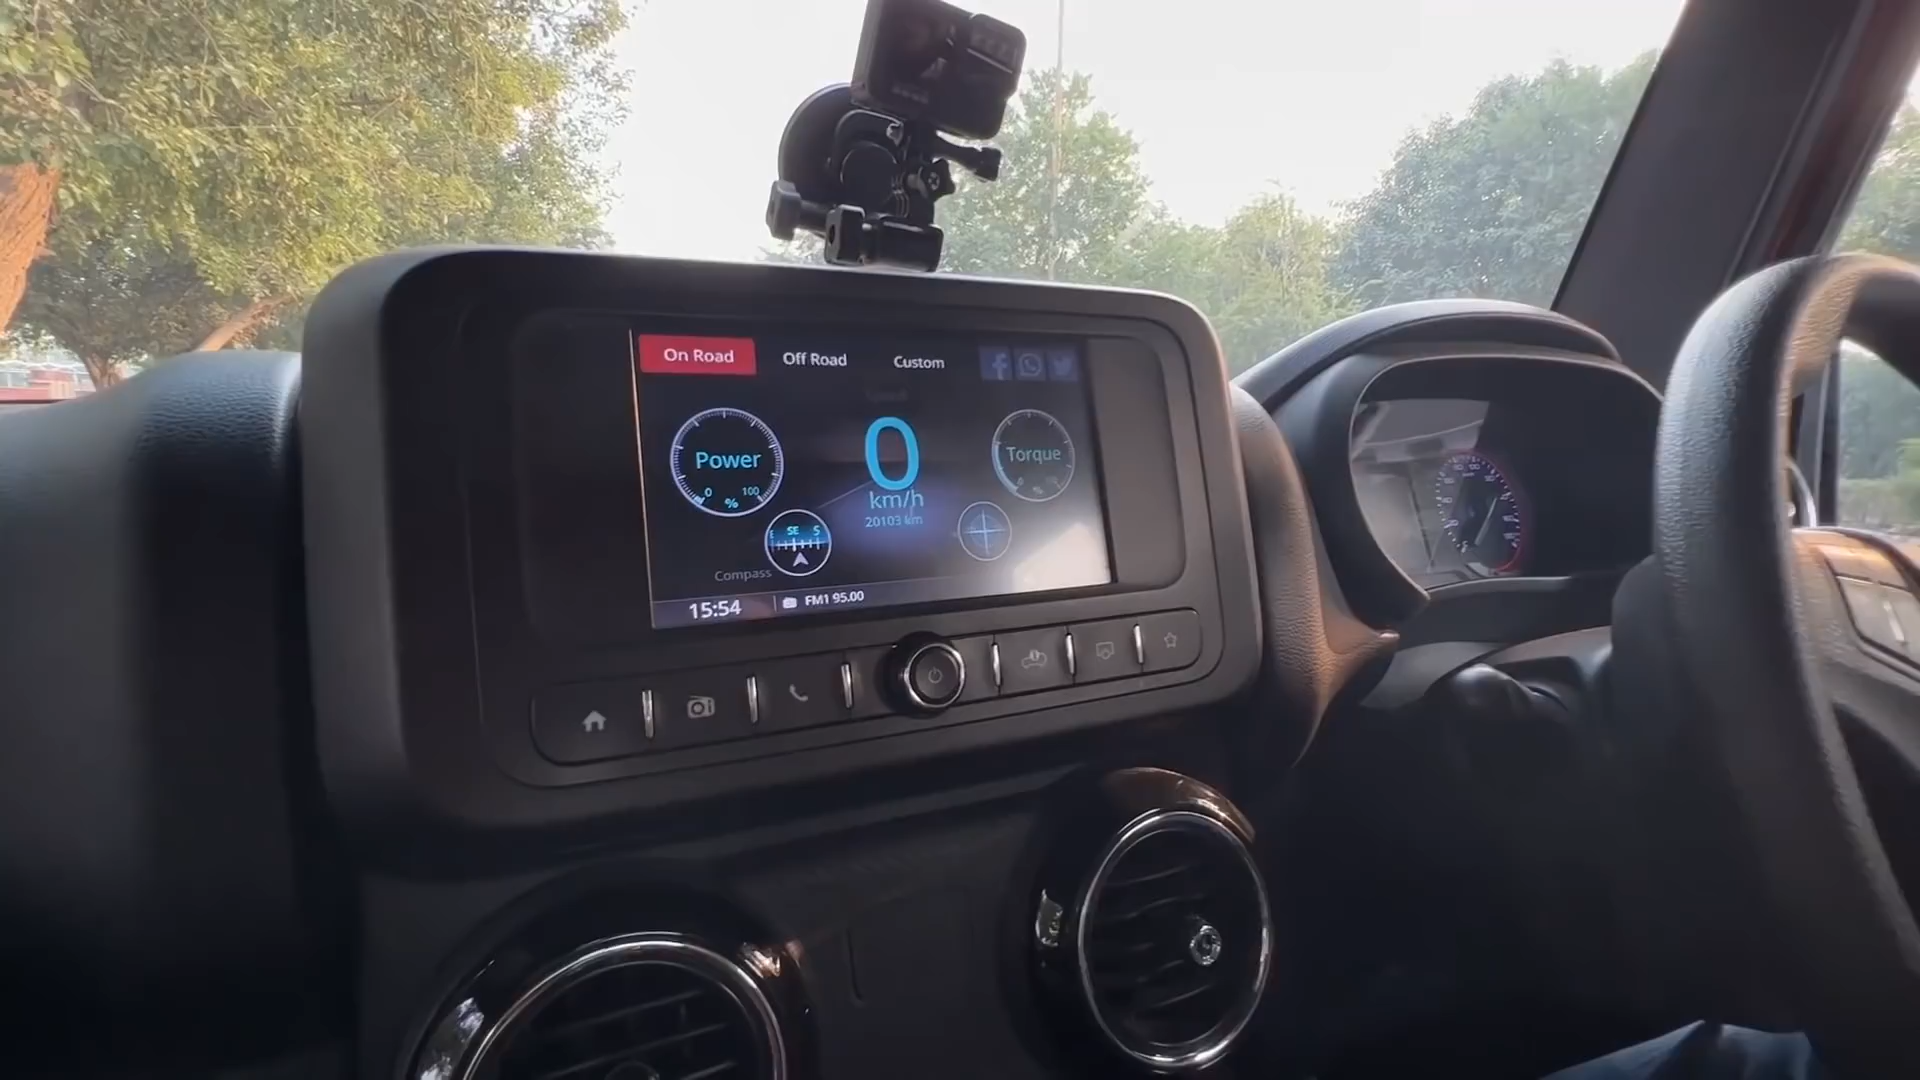 On Road
Off Road
Custom
Power
0
100
%
0
km/h
20103 km
Torque
0
%
E
SE
S
Compass
15:54
FM1 95.00